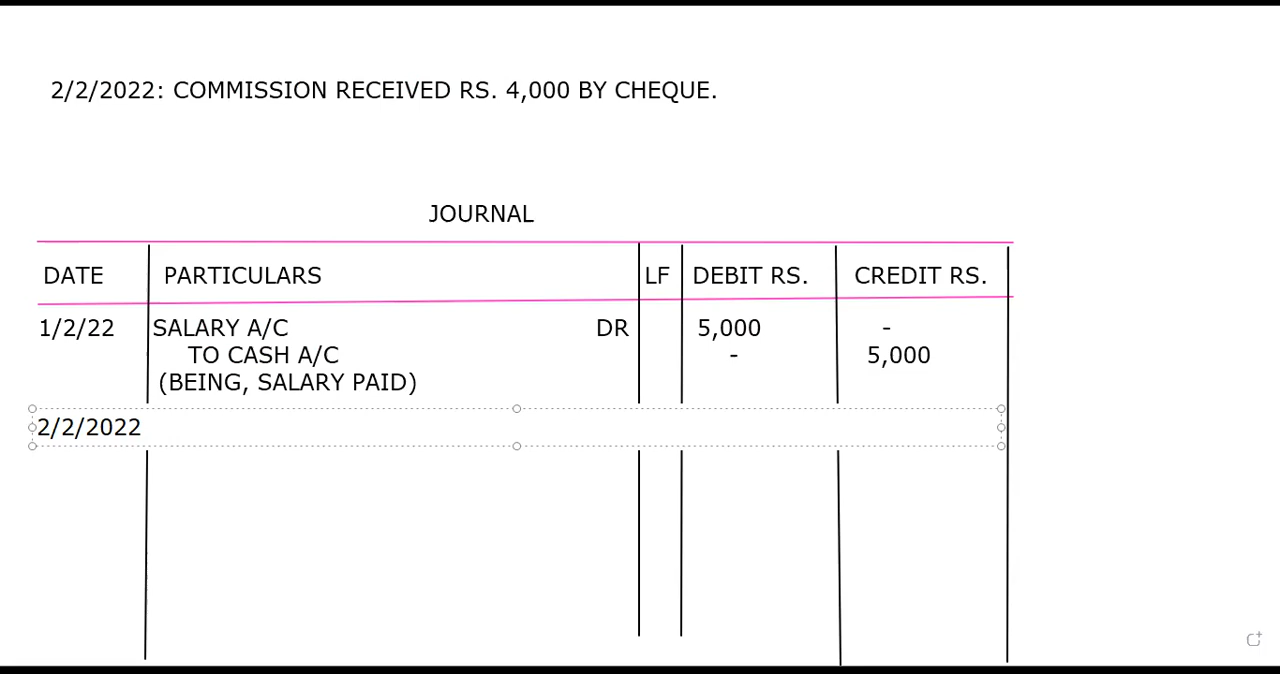 2/2/2022: COMMISSION RECEIVED RS. 4,000 BY CHEQUE.
JOURNAL
DATE PARTICULARS LF DEBIT RS. CREDIT RS.
1/2/22 SALARY A/C DR 5,000 -
TO CASH A/C - 5,000
(BEING, SALARY PAID)
2/2/2022